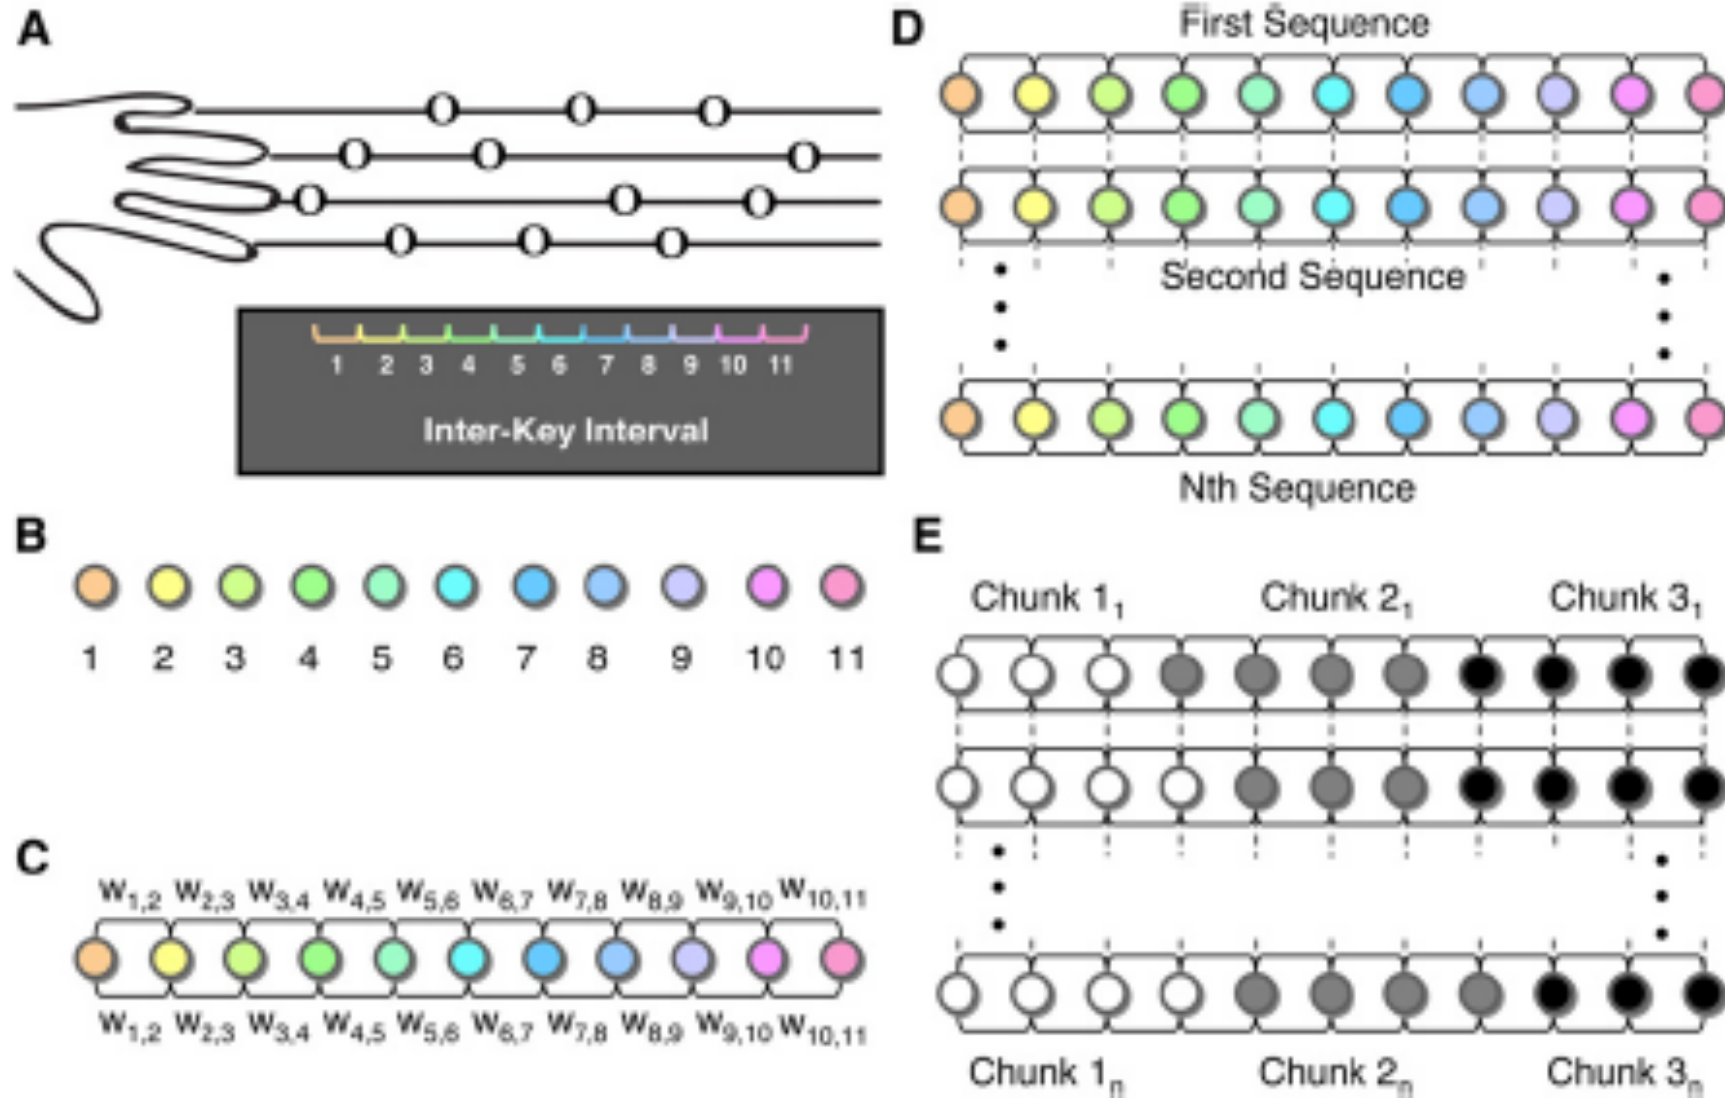 A
O O O
O O O
O O O
O O O
1 2 3 4 5 6 7 8 9 10 11
Inter-Key Interval
B
1 2 3 4 5 6 7 8 9 10 11
C
w1,2 w2,3 w3,4 w4,5 w5,6 w6,7 w7,8 w8,9 w9,10 w10,11
w1,2 w2,3 w3,4 w4,5 w5,6 w6,7 w7,8 w8,9 w9,10 w10,11
D
First Sequence
Second Sequence
Nth Sequence
E
Chunk 1₁ Chunk 2₁ Chunk 3₁
Chunk 1ₙ Chunk 2ₙ Chunk 3ₙ